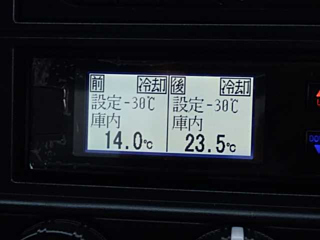 前 冷却
設定-30℃
庫内
14.0℃
後 冷却
設定-30℃
庫内
23.5℃